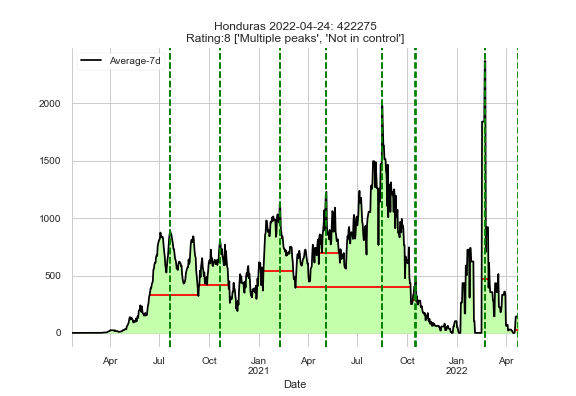 Honduras 2022-04-24: 422275
Rating:8 ['Multiple peaks', 'Not in control']
Average-7d
2000
1500
1000
500
0
Apr Jul Oct Jan Apr Jul Oct Jan Apr
2021 2022
Date